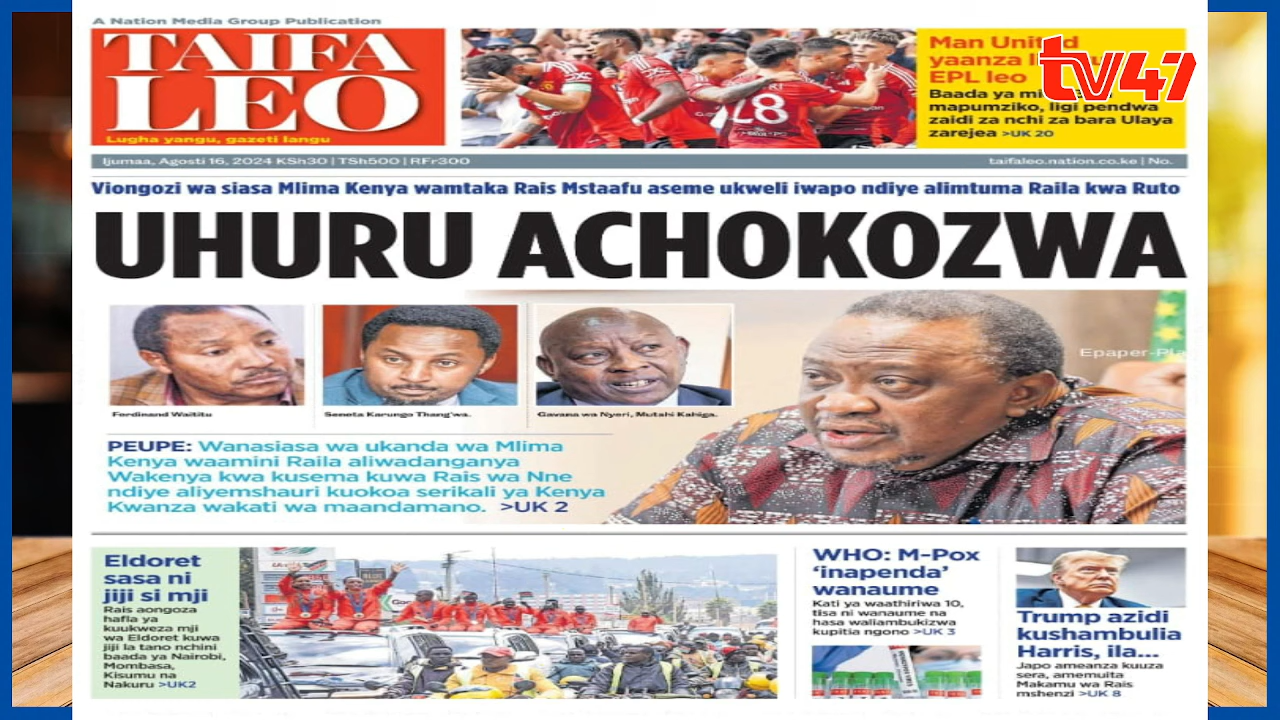 A Nation Media Group Publication
TAIFA
LEO
Lugha yangu, gazeti langu
Man United
yaanza
EPL leo
Baada ya
mapumziko, ligi pendwa
zaidi za nchi za bara Ulaya
zarejea >UK 20
tv47
Ijumaa, Agosti 16, 2024 KSh30 | TSh500 | RFr300
taifaleo.nation.co.ke | No.
Viongozi wa siasa Mlima Kenya wamtaka Rais Mstaafu aseme ukweli iwapo ndiye alimtuma Raila kwa Ruto
UHURU ACHOKOZWA
Epaper-Pla
Ferdinand Waititu
Seneta Karungo Thang'wa.
Gavana wa Nyeri, Mutahi Kahiga.
PEUPE: Wanasiasa wa ukanda wa Mlima
Kenya waamini Raila aliwadanganya
Wakenya kwa kusema kuwa Rais wa Nne
ndiye aliyemshauri kuokoa serikali ya Kenya
Kwanza wakati wa maandamano. >UK 2
Eldoret
sasa ni
jiji si mji
Rais aongoza
hafla ya
kuukweza mji
wa Eldoret kuwa
jiji la tano nchini
baada ya Nairobi,
Mombasa,
Kisumu na
Nakuru >UK2
WHO: M-Pox
'inapenda'
wanaume
Kati ya waathiriwa 10,
tisa ni wanaume na
hasa waliambukizwa
kupitia ngono >UK 3
Trump azidi
kushambulia
Harris, ila...
Japo ameanza kuuza
sera, amemuita
Makamu wa Rais
mshenzi >UK 8